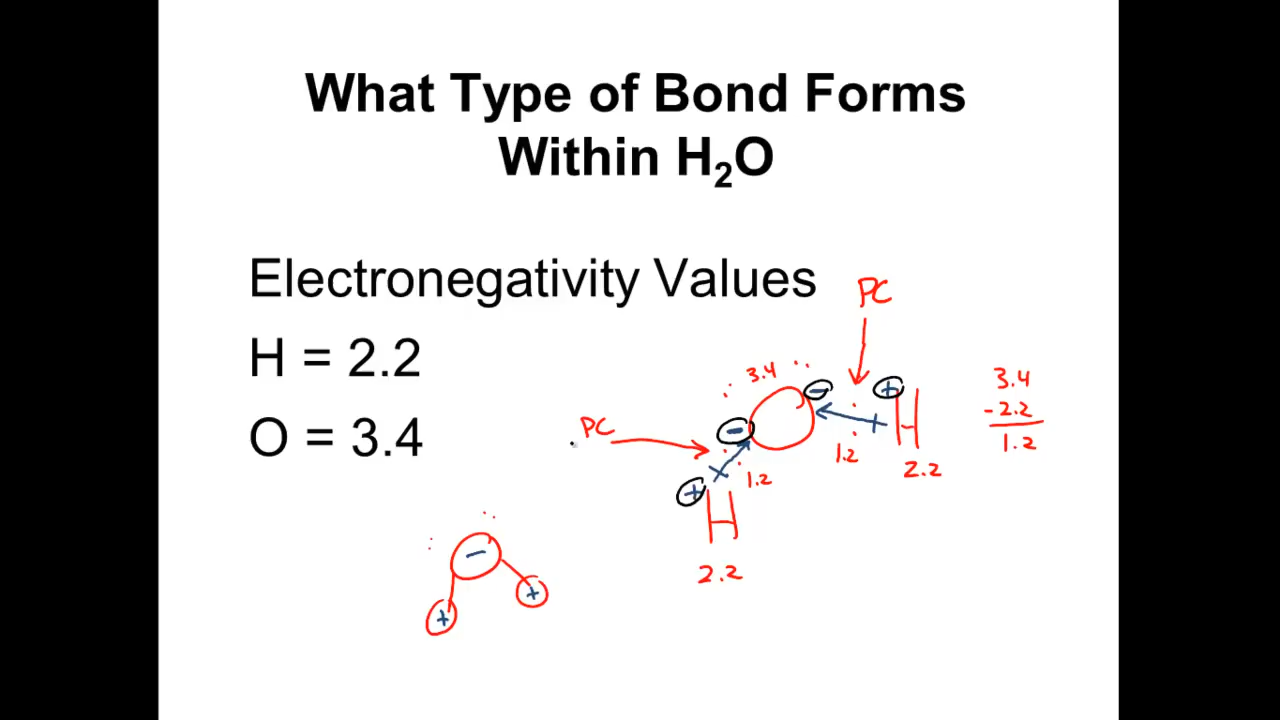 What Type of Bond Forms
Within H₂O
Electronegativity Values
H = 2.2
O = 3.4
PC
3.4
- +
H
1.2
2.2
3.4
- 2.2
1.2
PC
-
1.2
+
H
2.2
-
+
+